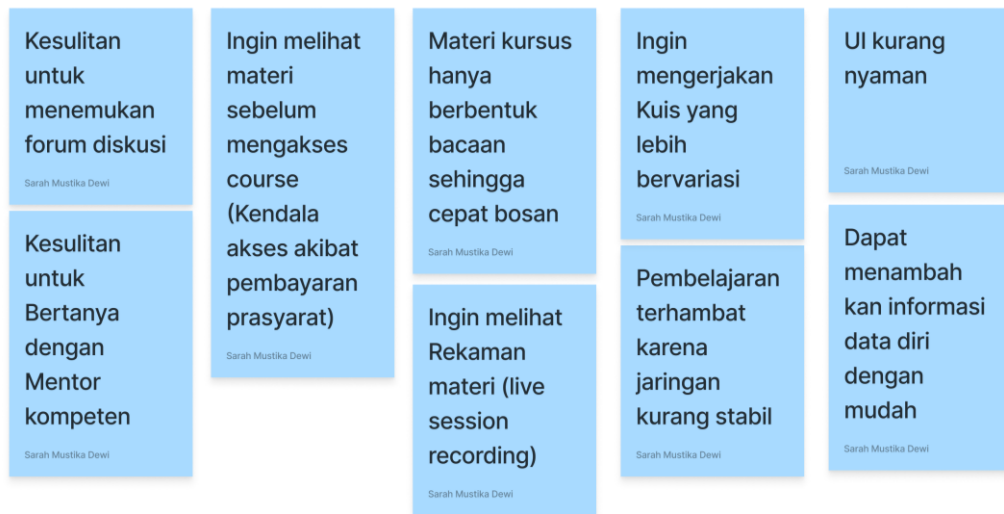 Kesulitan
untuk
menemukan
forum diskusi
Sarah Mustika Dewi
Kesulitan
untuk
Bertanya
dengan
Mentor
kompeten
Sarah Mustika Dewi
Ingin melihat
materi
sebelum
mengakses
course
(Kendala
akses akibat
pembayaran
prasyarat)
Sarah Mustika Dewi
Materi kursus
hanya
berbentuk
bacaan
sehingga
cepat bosan
Sarah Mustika Dewi
Ingin melihat
Rekaman
materi (live
session
recording)
Sarah Mustika Dewi
Ingin
mengerjakan
Kuis yang
lebih
bervariasi
Sarah Mustika Dewi
Pembelajaran
terhambat
karena
jaringan
kurang stabil
Sarah Mustika Dewi
UI kurang
nyaman
Sarah Mustika Dewi
Dapat
menambah
kan informasi
data diri
dengan
mudah
Sarah Mustika Dewi